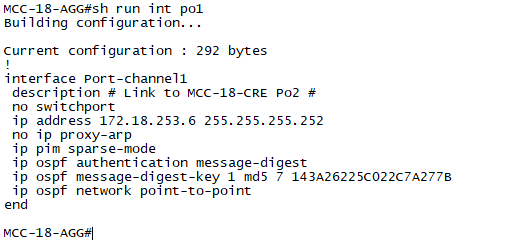 MCC-18-AGG#sh run int po1
Building configuration...
Current configuration : 292 bytes
!
interface Port-channel1
description # Link to MCC-18-CRE Po2 #
no switchport
ip address 172.18.253.6 255.255.255.252
no ip proxy-arp
ip pim sparse-mode
ip ospf authentication message-digest
ip ospf message-digest-key 1 md5 7 143A26225C022C7A277B
ip ospf network point-to-point
end
MCC-18-AGG#